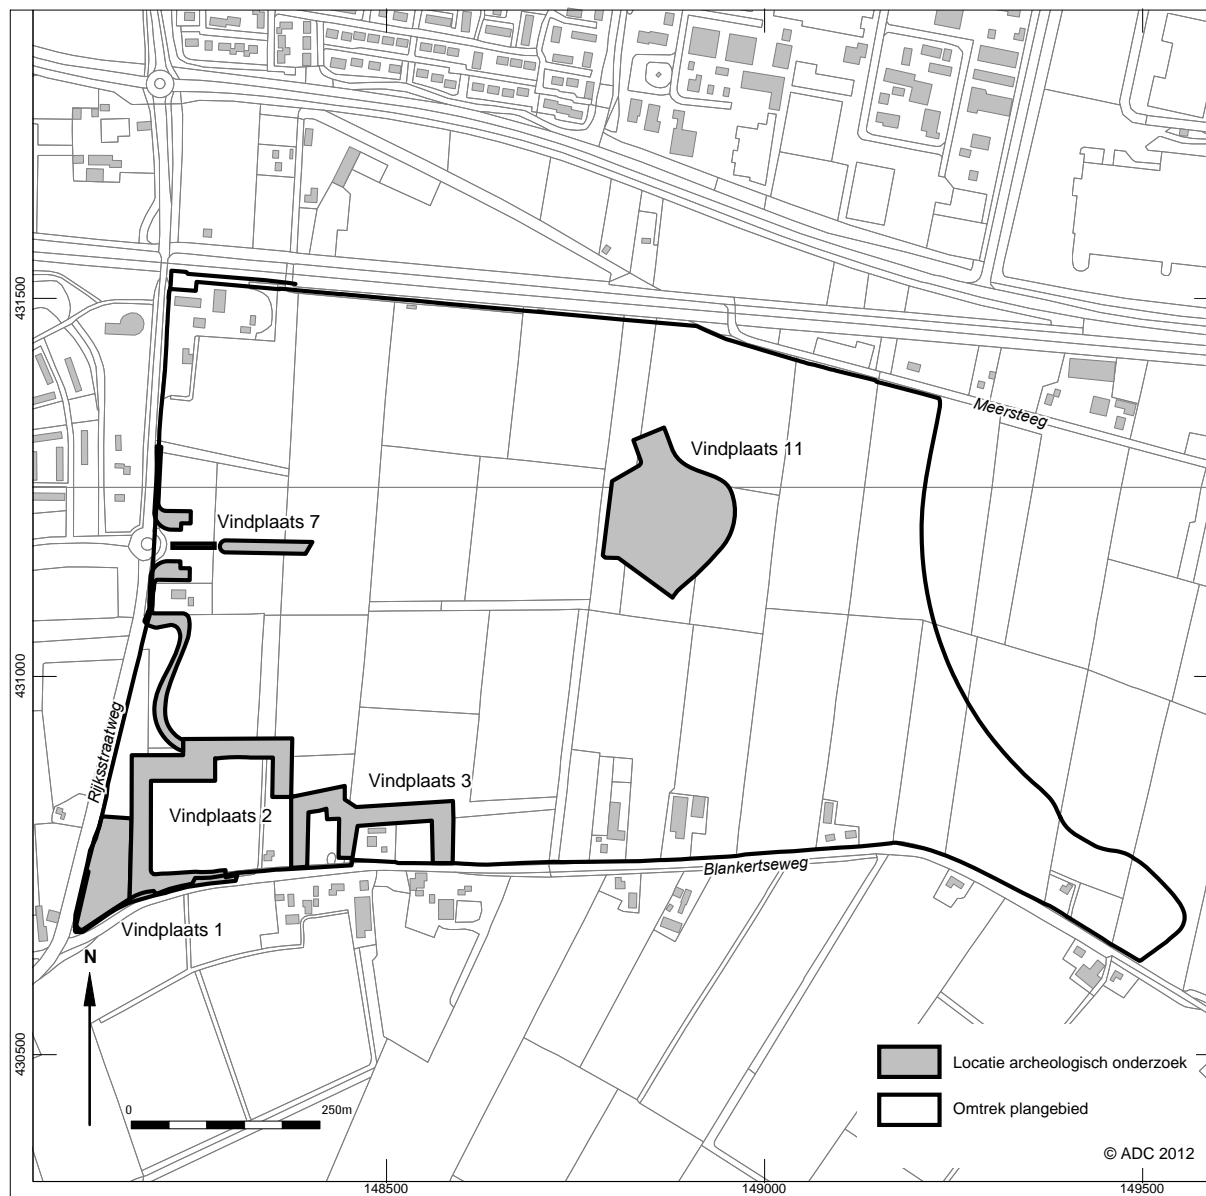 431500
Meersteeg
Vindplaats 11
Vindplaats 7
431000
Rijksstraatweg
Vindplaats 3
Vindplaats 2
Blankertseweg
Vindplaats 1
N
430500
0 250m
Locatie archeologisch onderzoek
Omtrek plangebied
© ADC 2012
148500 149000 149500